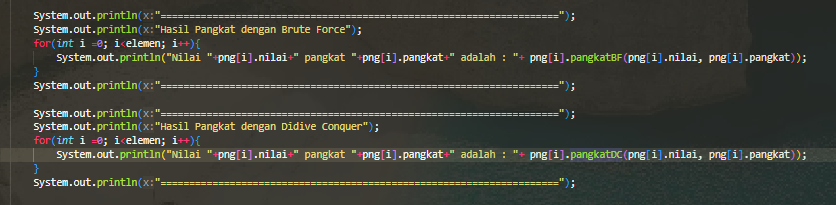 System.out.println(x:"=====================================================================");
System.out.println(x:"Hasil Pangkat dengan Brute Force");
for(int i =0; i<elemen; i++){
System.out.println("Nilai "+png[i].nilai+" pangkat "+png[i].pangkat+" adalah : "+ png[i].pangkatBF(png[i].nilai, png[i].pangkat));
}
System.out.println(x:"=====================================================================");
System.out.println(x:"=====================================================================");
System.out.println(x:"Hasil Pangkat dengan Didive Conquer");
for(int i =0; i<elemen; i++){
System.out.println("Nilai "+png[i].nilai+" pangkat "+png[i].pangkat+" adalah : "+ png[i].pangkatDC(png[i].nilai, png[i].pangkat));
}
System.out.println(x:"=====================================================================");